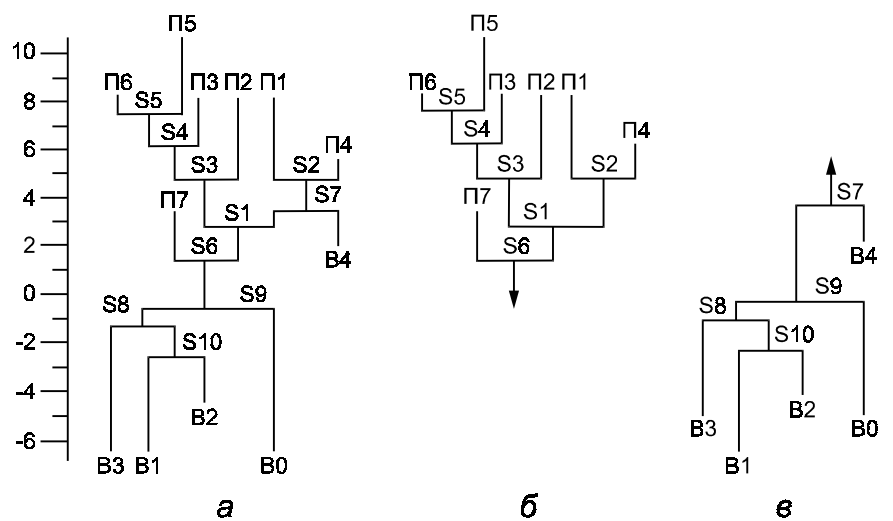 П5 П5
10
П6 П3 П2 П1 П6 П3 П2 П1
8
S5 S5
S4 S4
6
П4 П4
S3 S2 S3 S2
4
П7 S7 П7 S7
S1 S1
2
S6 B4 S6 B4
0
S8 S9 S8 S9
-2
S10 S10
-4
B2 B2
B3 B0
-6
B3 B1 B0 B1
а б в